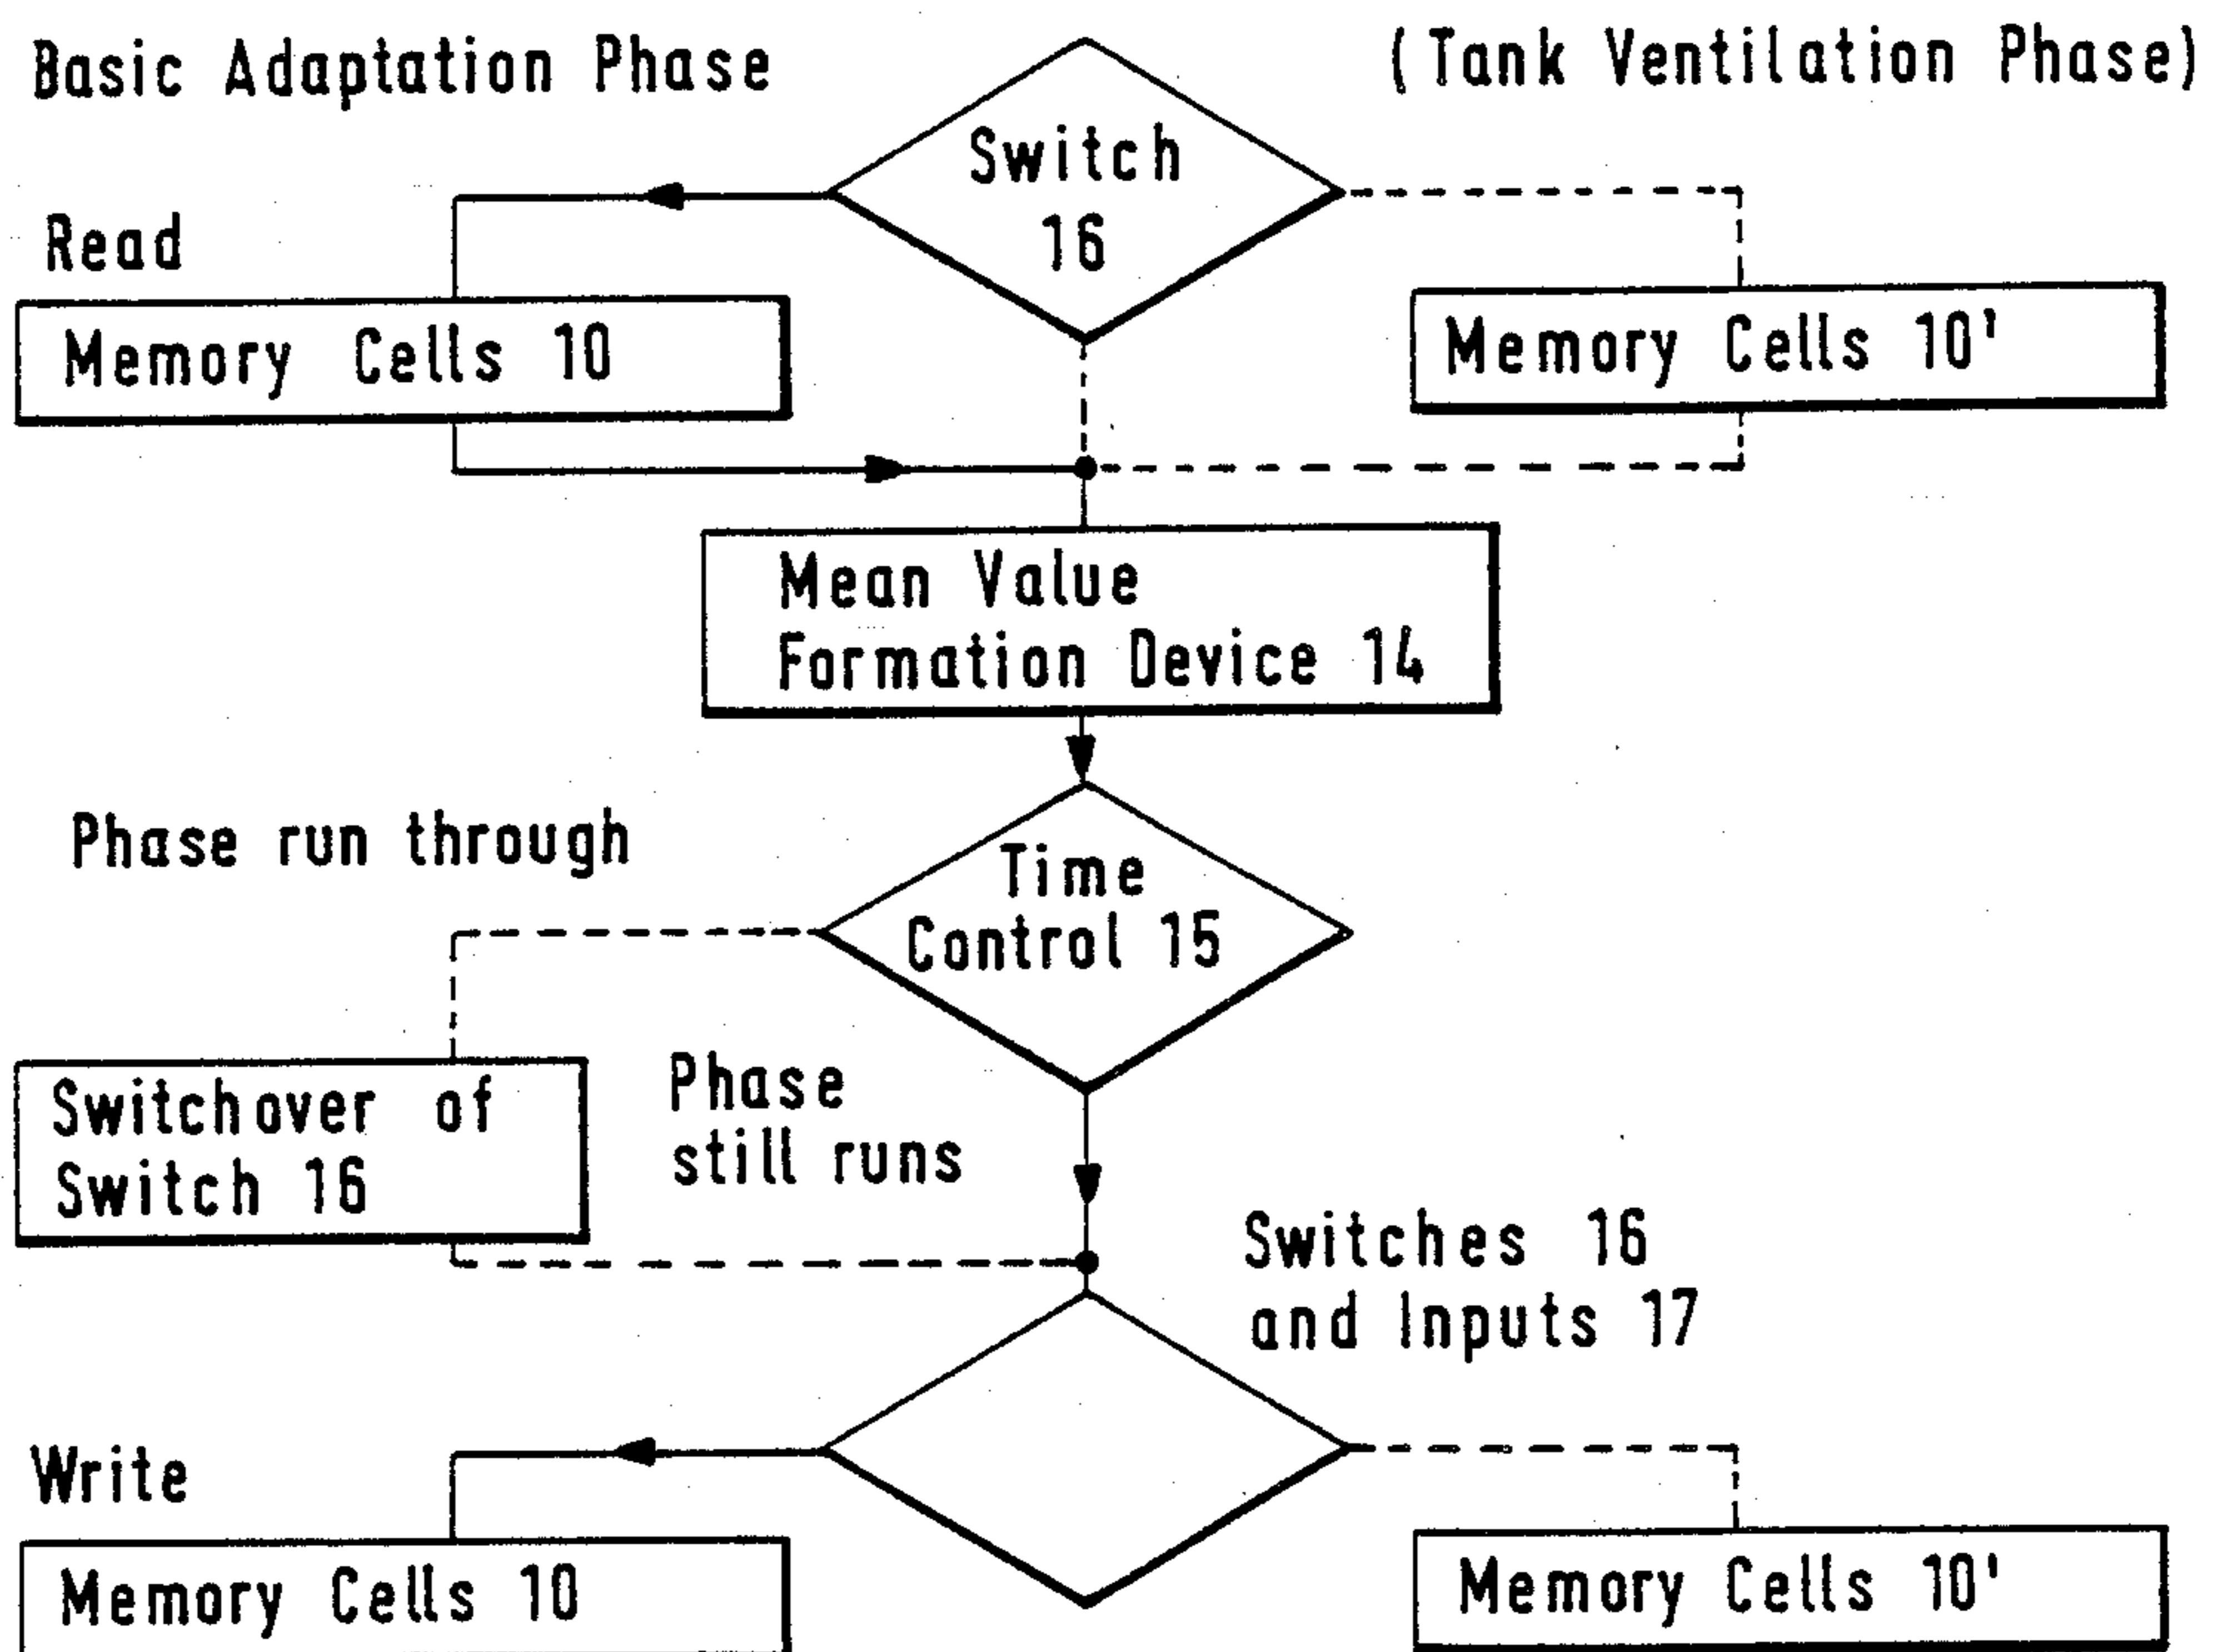 Basic Adaptation Phase
(Tank Ventilation Phase)
Switch
16
Read
Memory Cells 10
Memory Cells 10'
Mean Value
Formation Device 14
Phase run through
Time
Control 15
Switchover of
Switch 16
Phase
still runs
Switches 16
and Inputs 17
Write
Memory Cells 10
Memory Cells 10'